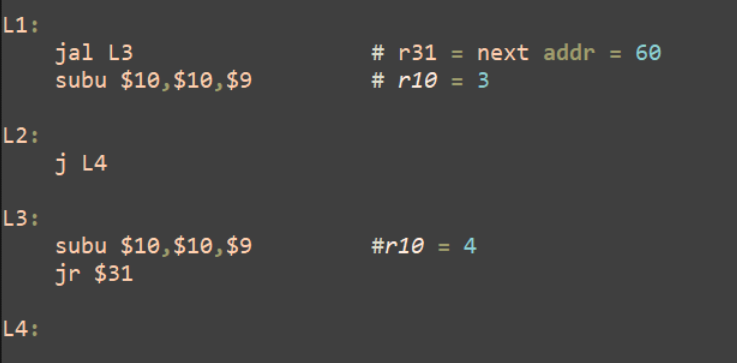 L1:
jal L3 # r31 = next addr = 60
subu $10,$10,$9 # r10 = 3
L2:
j L4
L3:
subu $10,$10,$9 #r10 = 4
jr $31
L4: